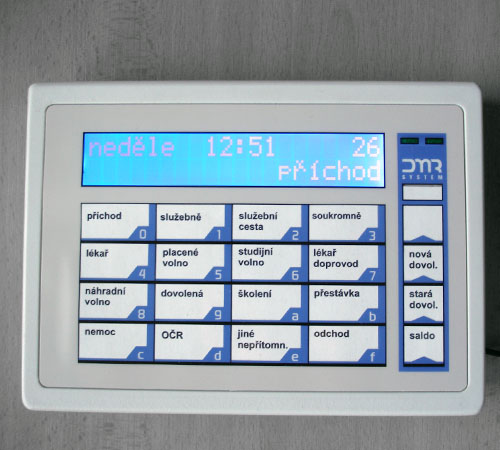 neděle 12:51 26
příchod
DMR
SYSTEM
příchod 0
služebně 1
služební
cesta 2
soukromně 3
lékař 4
placené
volno 5
studijní
volno 6
lékař
doprovod 7
nová
dovol.
náhradní
volno 8
dovolená 9
školení a
přestávka b
stará
dovol.
nemoc c
OČR d
jiné
nepřítomn. e
odchod f
saldo